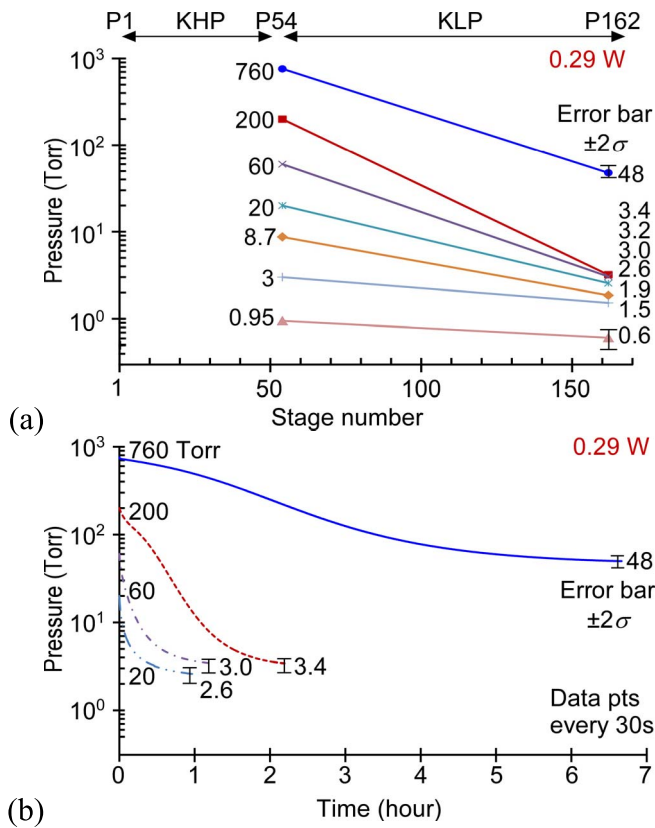 P1 KHP P54 KLP P162
10³ 0.29 W
760
Error bar
±2σ
10² 200
48
60
3.4
3.2
20
3.0
10¹ 8.7
2.6
1.9
3
1.5
10⁰ 0.95
0.6
Pressure (Torr)
1 50 100 150
Stage number
(a)
10³ 760 Torr 0.29 W
200
10²
48
60
Error bar
±2σ
10¹
20 3.0 3.4
2.6
Data pts
every 30s
10⁰
Pressure (Torr)
0 1 2 3 4 5 6 7
Time (hour)
(b)